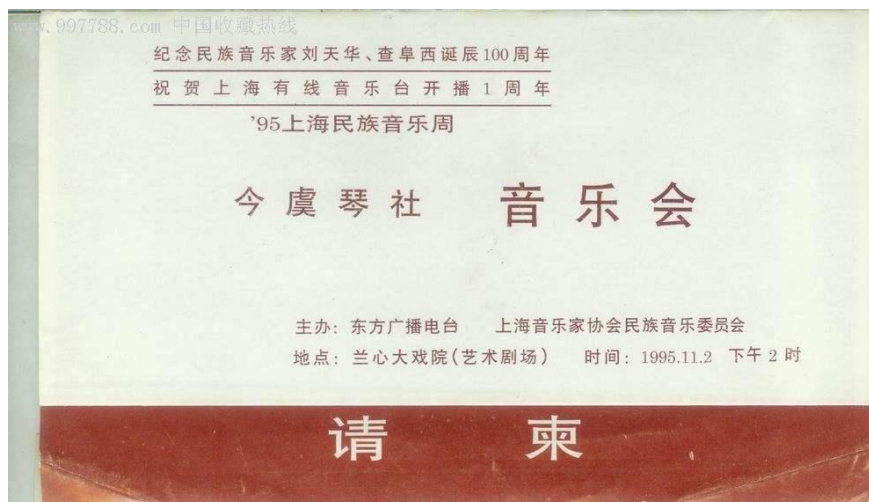 www.997788.com 中国收藏热线
纪念民族音乐家刘天华、查阜西诞辰100周年
祝贺上海有线音乐台开播1周年
'95上海民族音乐周
今虞琴社 音乐会
主办：东方广播电台 上海音乐家协会民族音乐委员会
地点：兰心大戏院（艺术剧场） 时间：1995.11.2 下午2时
请柬